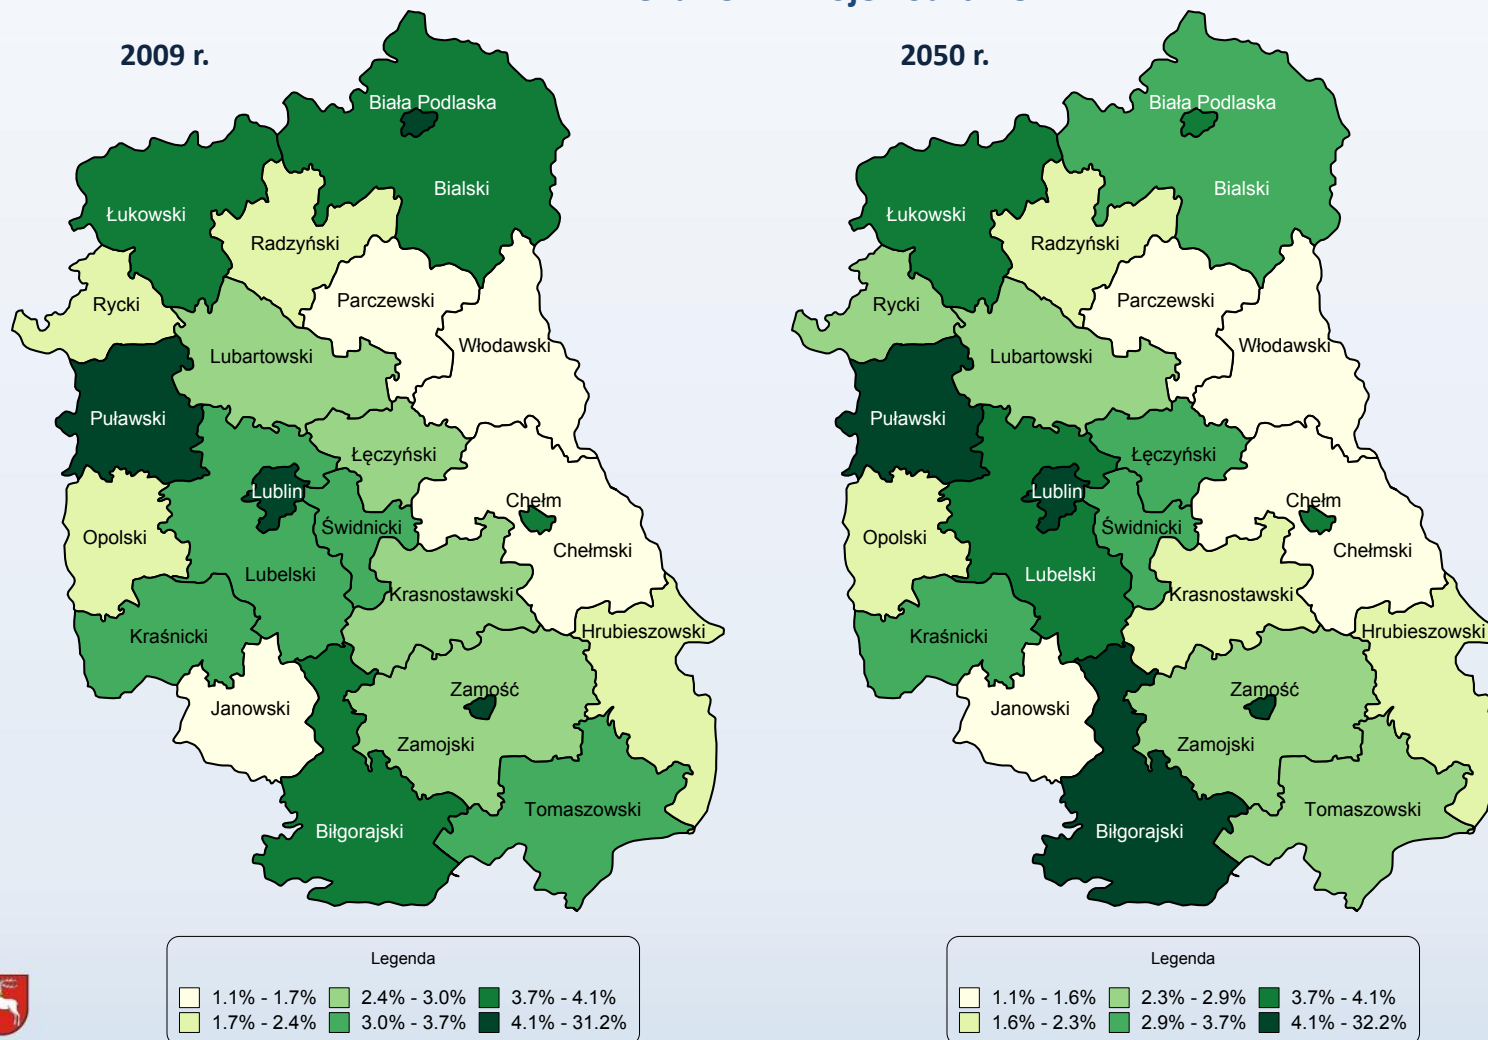 2009 r.
Biała Podlaska
Bialski
Łukowski
Radzyński
Rycki
Parczewski
Włodawski
Lubartowski
Puławski
Łęczyński
Lublin
Chełm
Świdnicki
Opolski
Chełmski
Lubelski
Krasnostawski
Kraśnicki
Hrubieszowski
Zamość
Janowski
Zamojski
Tomaszowski
Biłgorajski
Legenda
1.1% - 1.7% 2.4% - 3.0% 3.7% - 4.1%
1.7% - 2.4% 3.0% - 3.7% 4.1% - 31.2%
2050 r.
Biała Podlaska
Bialski
Łukowski
Radzyński
Rycki
Parczewski
Włodawski
Lubartowski
Puławski
Łęczyński
Lublin
Chełm
Świdnicki
Opolski
Chełmski
Lubelski
Krasnostawski
Kraśnicki
Hrubieszowski
Zamość
Janowski
Zamojski
Tomaszowski
Biłgorajski
Legenda
1.1% - 1.6% 2.3% - 2.9% 3.7% - 4.1%
1.6% - 2.3% 2.9% - 3.7% 4.1% - 32.2%